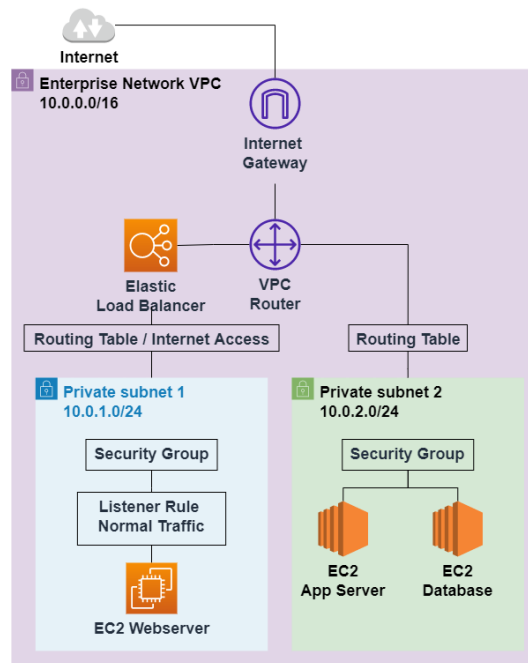 Internet
Enterprise Network VPC
10.0.0.0/16
Internet
Gateway
Elastic
Load Balancer
VPC
Router
Routing Table / Internet Access
Routing Table
Private subnet 1
10.0.1.0/24
Security Group
Listener Rule
Normal Traffic
EC2 Webserver
Private subnet 2
10.0.2.0/24
Security Group
EC2
App Server
EC2
Database